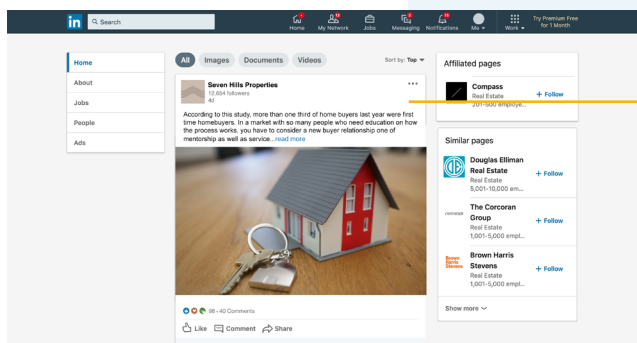 in
Search
Home
My Network
Jobs
Messaging
Notifications
Me
Work
Try Premium Free
for 1 Month
Home
About
Jobs
People
Ads
All
Images
Documents
Videos
Sort by: Top
Seven Hills Properties
12,654 followers
4d
According to this study, more than one third of home buyers last year were first
time homebuyers. In a market with so many people who need education on how
the process works, you have to consider a new buyer relationship one of
mentorship as well as service...read more
98 • 40 Comments
Like
Comment
Share
Affiliated pages
Compass
Real Estate
201-500 employe...
+ Follow
Similar pages
Douglas Elliman
Real Estate
Real Estate
5,001-10,000 em...
+ Follow
The Corcoran
Group
Real Estate
1,001-5,000 empl...
+ Follow
Brown
Harris
Stevens
Brown Harris
Stevens
Real Estate
1,001-5,000 empl...
+ Follow
Show more